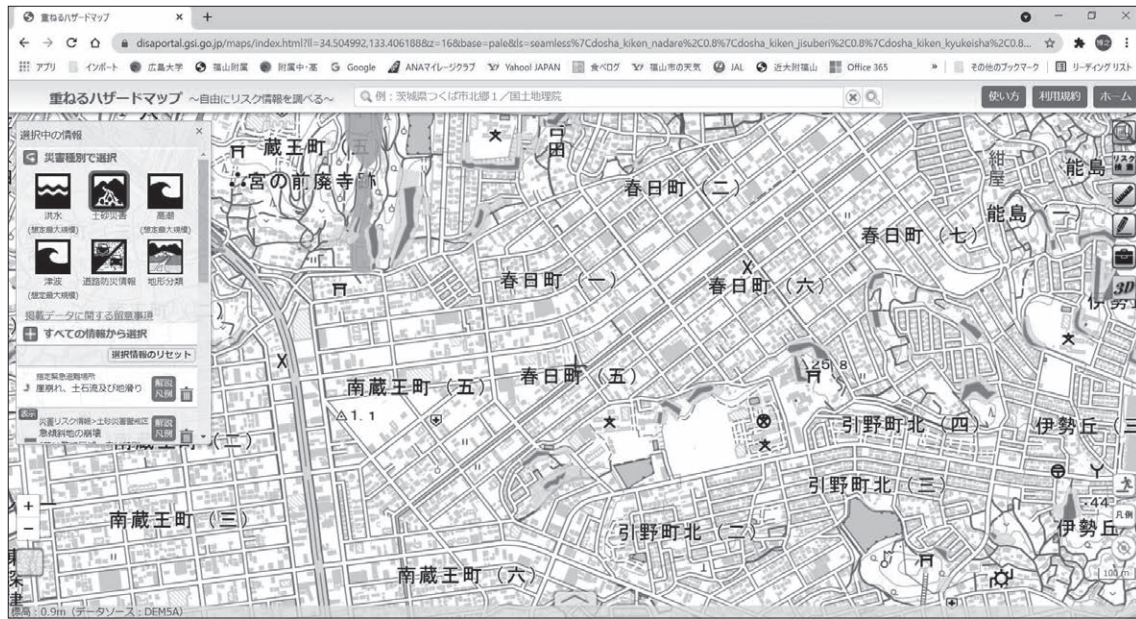 重ねるハザードマップ
disaportal.gsi.go.jp/maps/index.html?ll=34.504992,133.406188&z=16&base=pale&ls=seamless%7Cdosha_kiken_nadare%2C0.8%7Cdosha_kiken_jisuberi%2C0.8%7Cdosha_kiken_kyukeisha%2C0.8...
アプリ インポート 広島大学 福山附属 附属中・高 Google ANAマイレージクラブ Yahoo! JAPAN 食べログ 福山市の天気 JAL 近大附福山 Office 365 » その他のブックマーク リーディングリスト
重ねるハザードマップ ～自由にリスク情報を調べる～
例：茨城県つくば市北郷1／国土地理院
使い方 利用規約 ホーム
選択中の情報 ×
災害種別で選択
洪水 土砂災害 高潮
(想定最大規模) (想定最大規模)
津波 道路防災情報 地形分類
(想定最大規模)
掲載データに関する留意事項
すべての情報から選択
選択情報のリセット
指定緊急避難場所
崖崩れ、土石流及び地滑り
解説
凡例
表示
災害リスク情報>土砂災害警戒区
急傾斜地の崩壊
解説
凡例
蔵王町（五
宮の前廃寺跡
春日町（二
紺屋
能島
能島（一
春日町（七
春日町（一）
春日町（六）
3D
伊勢
南蔵王町（五）
春日町（五
25.8
1.1
引野町北（四）
伊勢丘（三
南蔵王町（二
引野町北（三）
.44
南蔵王町（三）
引野町北（二）
伊勢丘
凡例
南蔵王町（六）
100 m
標高：0.9m（データソース：DEM5A）